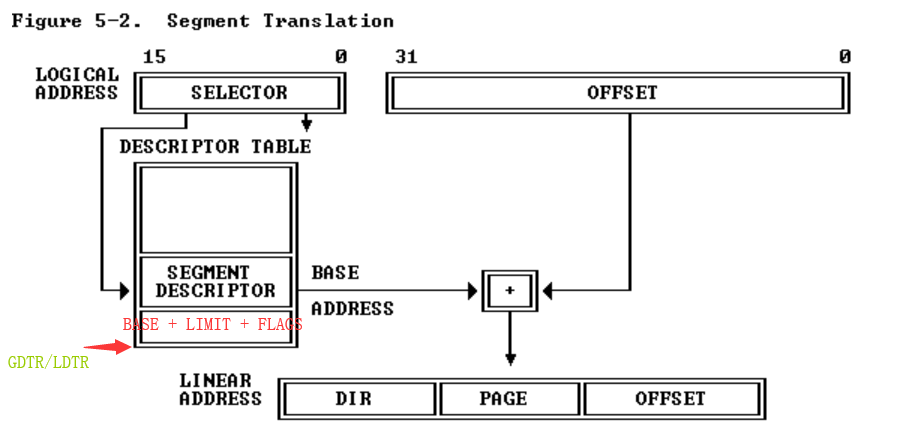 Figure 5-2. Segment Translation
15 0 31 0
LOGICAL
ADDRESS
SELECTOR
OFFSET
DESCRIPTOR TABLE
SEGMENT
DESCRIPTOR
BASE
ADDRESS
+
BASE + LIMIT + FLAGS
GDTR/LDTR
LINEAR
ADDRESS
DIR PAGE OFFSET